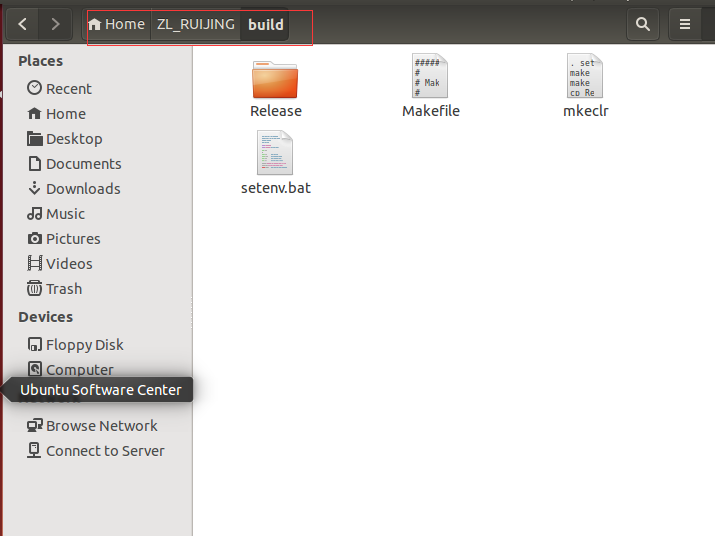 Home ZL_RUIJING build
Places
Recent
Home
Desktop
Documents
Downloads
Music
Pictures
Videos
Trash
Devices
Floppy Disk
Computer
Ubuntu Software Center
Browse Network
Connect to Server
#####
#
# Mak
#
. set
make
make
cp Re
Release
Makefile
mkeclr
setenv.bat